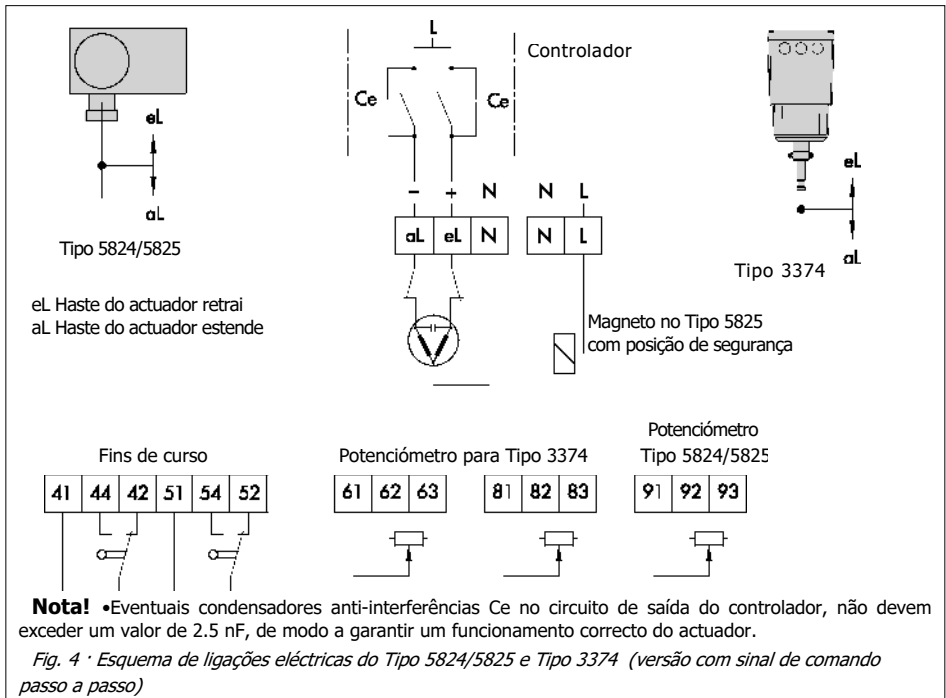 L
Controlador
Ce
Ce
eL
aL
Tipo 5824/5825
eL Haste do actuador retrai
aL Haste do actuador estende
− + N N L
aL eL N N L
Magneto no Tipo 5825
com posição de segurança
eL
aL
Tipo 3374
Fins de curso
41 44 42 51 54 52
Potenciómetro para Tipo 3374
61 62 63 81 82 83
Potenciómetro
Tipo 5824/5825
91 92 93
Nota! •Eventuais condensadores anti-interferências Ce no circuito de saída do controlador, não devem
exceder um valor de 2.5 nF, de modo a garantir um funcionamento correcto do actuador.
Fig. 4 · Esquema de ligações eléctricas do Tipo 5824/5825 e Tipo 3374 (versão com sinal de comando
passo a passo)